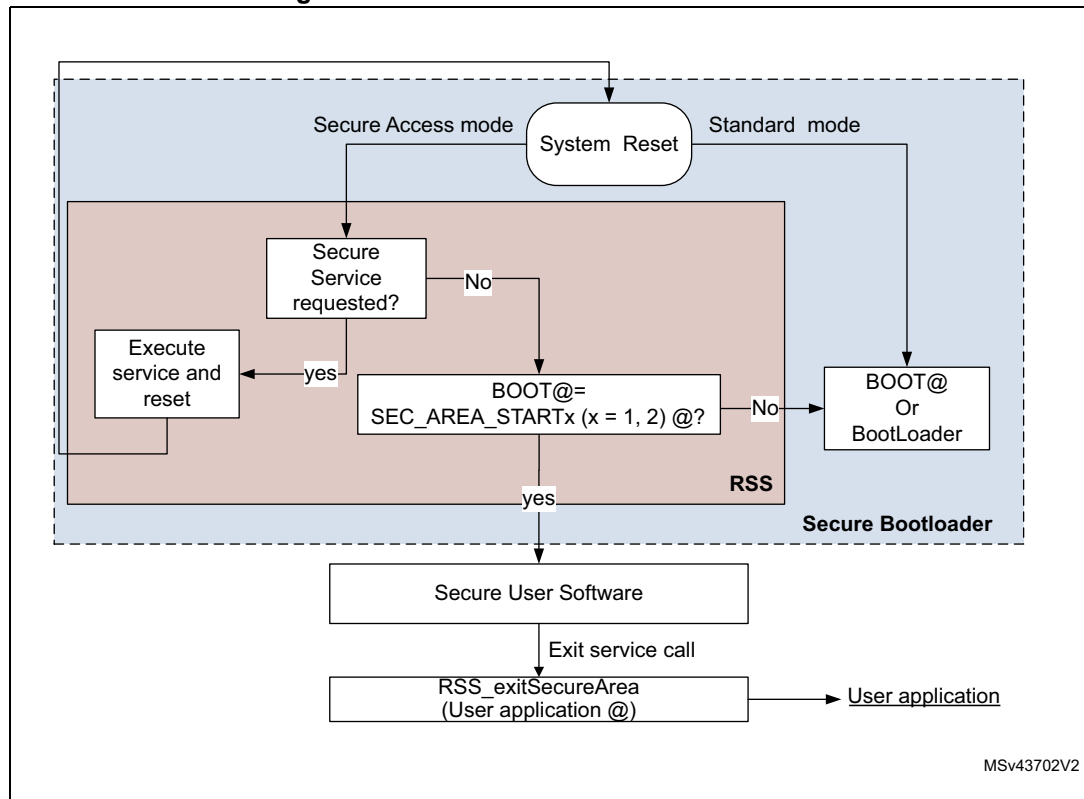 Secure Access mode
System Reset
Standard mode
Secure
Service
requested?
No
Execute
service and
reset
yes
BOOT@=
SEC_AREA_STARTx (x = 1, 2) @?
No
BOOT@
Or
BootLoader
RSS
yes
Secure Bootloader
Secure User Software
Exit service call
RSS_exitSecureArea
(User application @)
User application
MSv43702V2